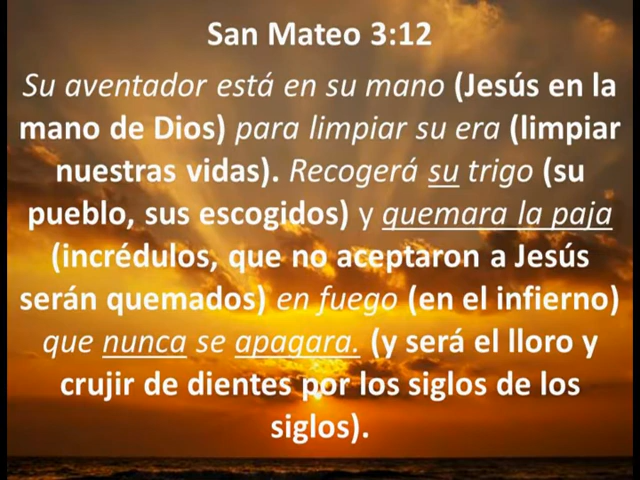 San Mateo 3:12
Su aventador está en su mano (Jesús en la
mano de Dios) para limpiar su era (limpiar
nuestras vidas). Recogerá su trigo (su
pueblo, sus escogidos) y quemara la paja
(incrédulos, que no aceptaron a Jesús
serán quemados) en fuego (en el infierno)
que nunca se apagara. (y será el lloro y
crujir de dientes por los siglos de los
siglos).